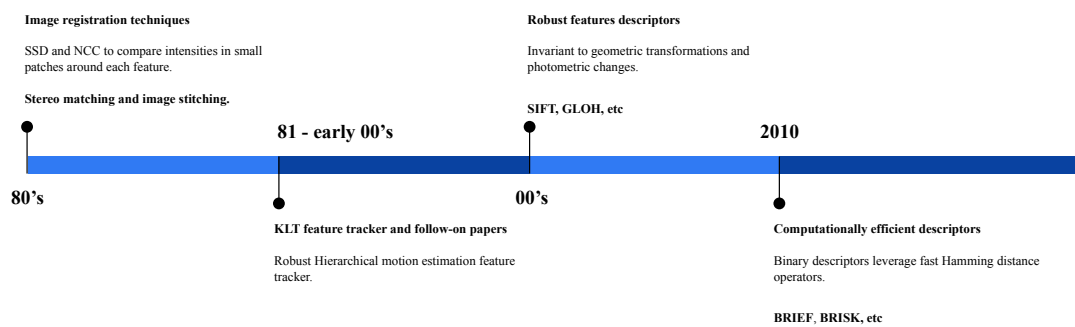 Image registration techniques
SSD and NCC to compare intensities in small
patches around each feature.
Stereo matching and image stitching.
80's
81 - early 00's
KLT feature tracker and follow-on papers
Robust Hierarchical motion estimation feature
tracker.
Robust features descriptors
Invariant to geometric transformations and
photometric changes.
SIFT, GLOH, etc
00's
2010
Computationally efficient descriptors
Binary descriptors leverage fast Hamming distance
operators.
BRIEF, BRISK, etc